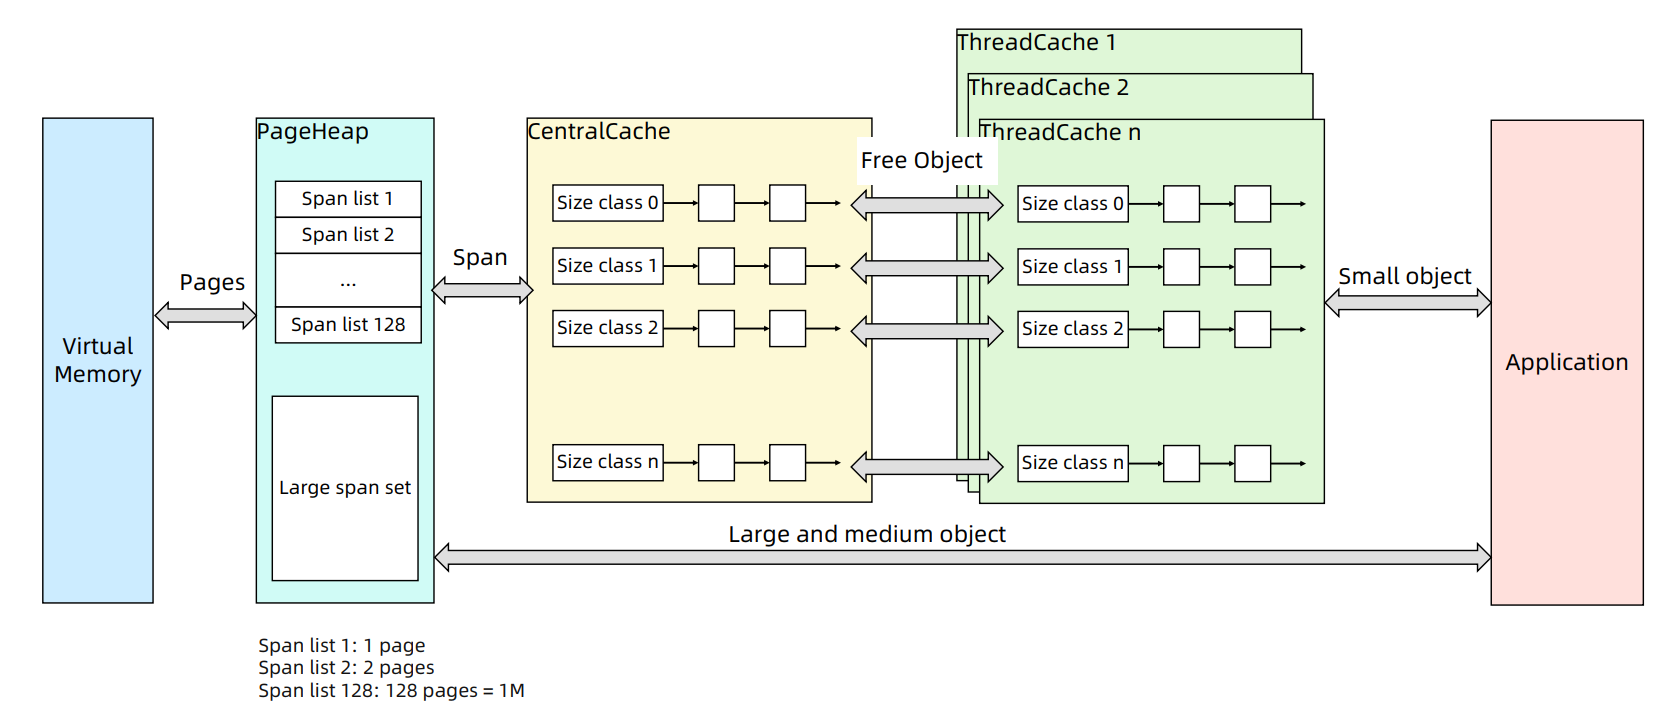 ThreadCache 1
ThreadCache 2
ThreadCache n
PageHeap
CentralCache
Free Object
Span list 1
Span list 2
...
Span list 128
Large span set
Pages
Span
Size class 0
Size class 1
Size class 2
Size class n
Size class 0
Size class 1
Size class 2
Size class n
Small object
Virtual
Memory
Application
Large and medium object
Span list 1: 1 page
Span list 2: 2 pages
Span list 128: 128 pages = 1M